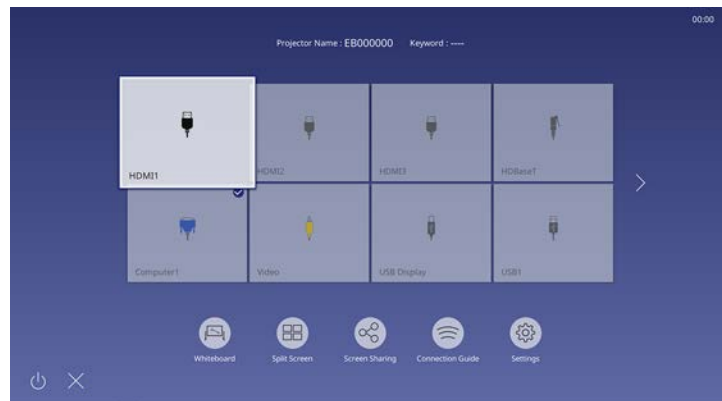 00:00
Projector Name : EB000000 Keyword : ----
HDMI1
HDMI2
HDMI3
HDBaseT
Computer1
Video
USB Display
USB1
Whiteboard
Split Screen
Screen Sharing
Connection Guide
Settings